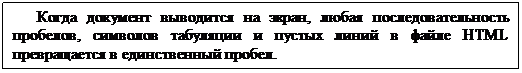 Когда документ выводится на экран, любая последовательность
пробелов, символов табуляции и пустых линий в файле HTML
превращается в единственный пробел.